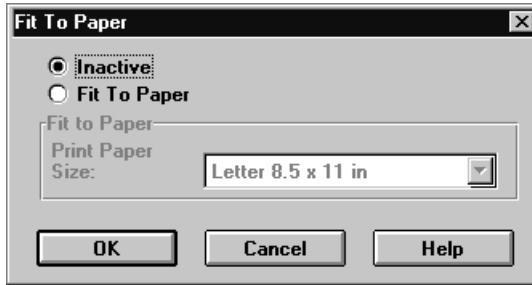 Fit To Paper
Inactive
Fit To Paper
Fit to Paper
Print Paper
Size:
Letter 8.5 x 11 in
OK Cancel Help